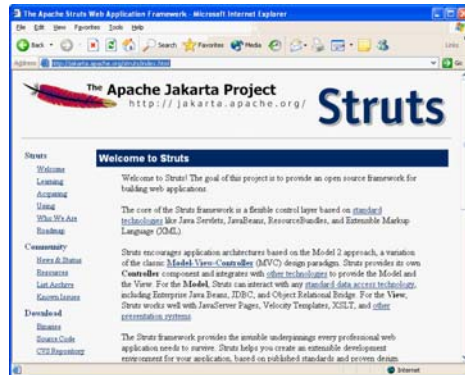 The Apache Struts Web Application Framework - Microsoft Internet Explorer
File Edit View Favorites Tools Help
Back Search Favorites Media Links
Address http://jakarta.apache.org/struts/index.html Go
The Apache Jakarta Project
http://jakarta.apache.org/
Struts
Struts
Welcome
Learning
Acquiring
Using
Who We Are
Roadmap
Community
News & Status
Resources
List Archives
Known Issues
Download
Binaries
Source Code
CVS Repository
Welcome to Struts
Welcome to Struts! The goal of this project is to provide an open source framework for
building web applications.
The core of the Struts framework is a flexible control layer based on standard
technologies like Java Servlets, JavaBeans, ResourceBundles, and Extensible Markup
Language (XML).
Struts encourages application architectures based on the Model 2 approach, a variation
of the classic Model-View-Controller (MVC) design paradigm. Struts provides its own
Controller component and integrates with other technologies to provide the Model and
the View. For the Model, Struts can interact with any standard data access technology,
including Enterprise Java Beans, JDBC, and Object Relational Bridge. For the View,
Struts works well with JavaServer Pages, Velocity Templates, XSLT, and other
presentation systems.
The Struts framework provides the invisible underpinnings every professional web
application needs to survive. Struts helps you create an extensible development
environment for your application, based on published standards and proven design
Internet